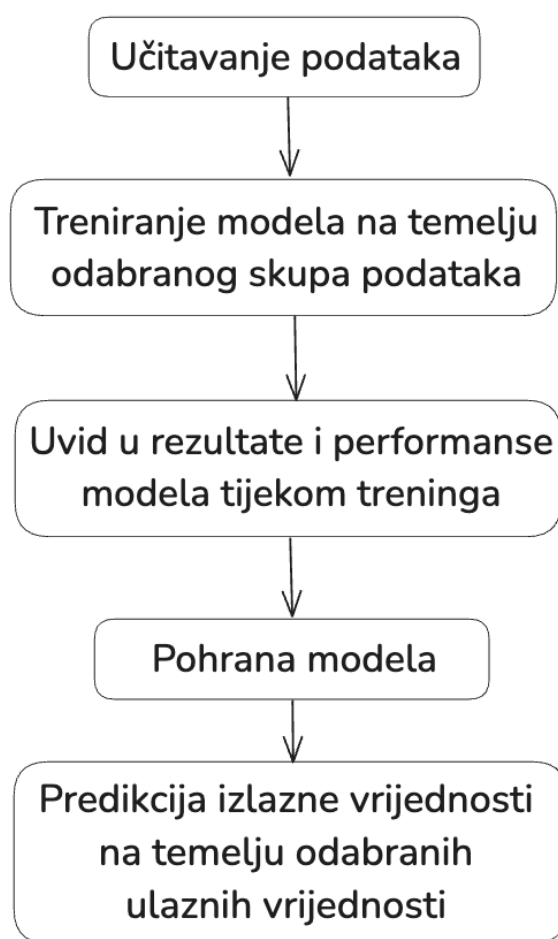 Učitavanje podataka
Treniranje modela na temelju
odabranog skupa podataka
Uvid u rezultate i performanse
modela tijekom treninga
Pohrana modela
Predikcija izlazne vrijednosti
na temelju odabranih
ulaznih vrijednosti